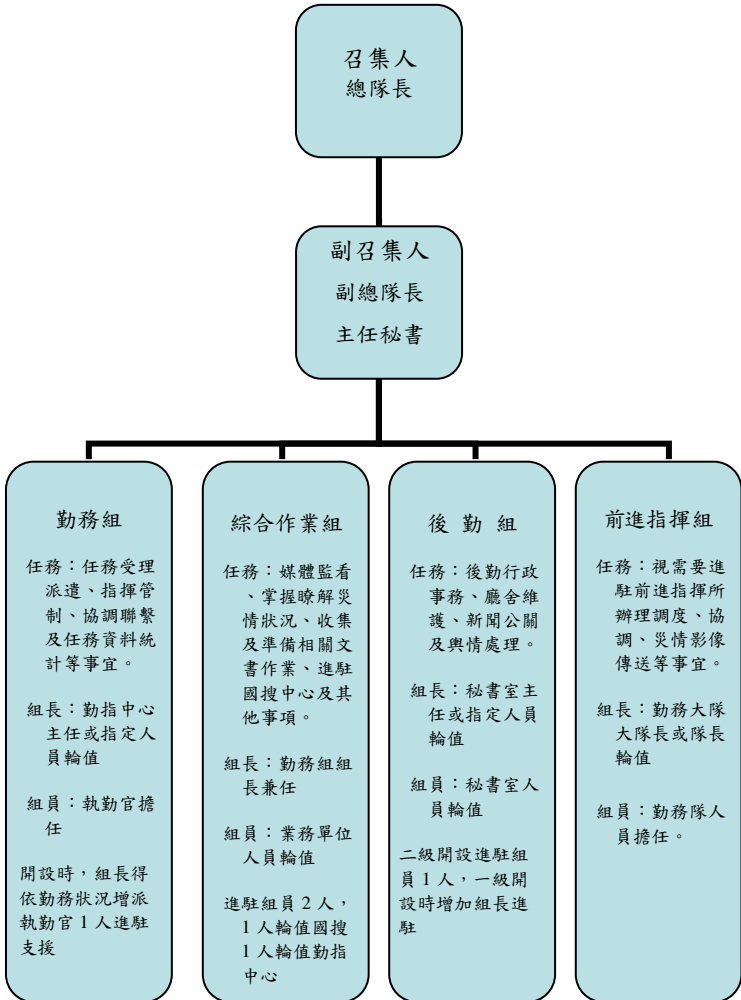 召集人
總隊長
副召集人
副總隊長
主任秘書
勤務組
任務：任務受理
派遣、指揮管
制、協調聯繫
及任務資料統
計等事宜。
組長：勤指中心
主任或指定人
員輪值
組員：執勤官擔
任
開設時，組長得
依勤務狀況增派
執勤官1人進駐
支援
綜合作業組
任務：媒體監看
、掌握瞭解災
情狀況、收集
及準備相關文
書作業、進駐
國搜中心及其
他事項。
組長：勤務組組
長兼任
組員：業務單位
人員輪值
進駐組員2人，
1人輪值國搜
1人輪值勤指
中心
後 勤 組
任務：後勤行政
事務、廳舍維
護、新聞公關
及輿情處理。
組長：秘書室主
任或指定人員
輪值
組員：秘書室人
員輪值
二級開設進駐組
員1人，一級開
設時增加組長進
駐
前進指揮組
任務：視需要進
駐前進指揮所
辦理調度、協
調、災情影像
傳送等事宜。
組長：勤務大隊
大隊長或隊長
輪值
組員：勤務隊人
員擔任。